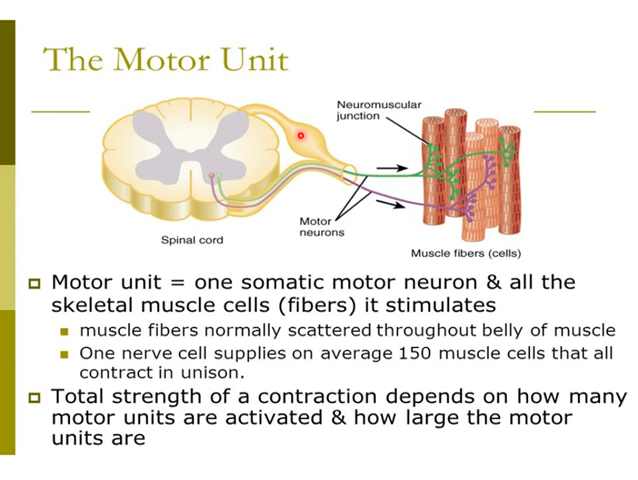 The Motor Unit
Neuromuscular
junction
Motor
neurons
Spinal cord
Muscle fibers (cells)
Motor unit = one somatic motor neuron & all the
skeletal muscle cells (fibers) it stimulates
muscle fibers normally scattered throughout belly of muscle
One nerve cell supplies on average 150 muscle cells that all
contract in unison.
Total strength of a contraction depends on how many
motor units are activated & how large the motor
units are